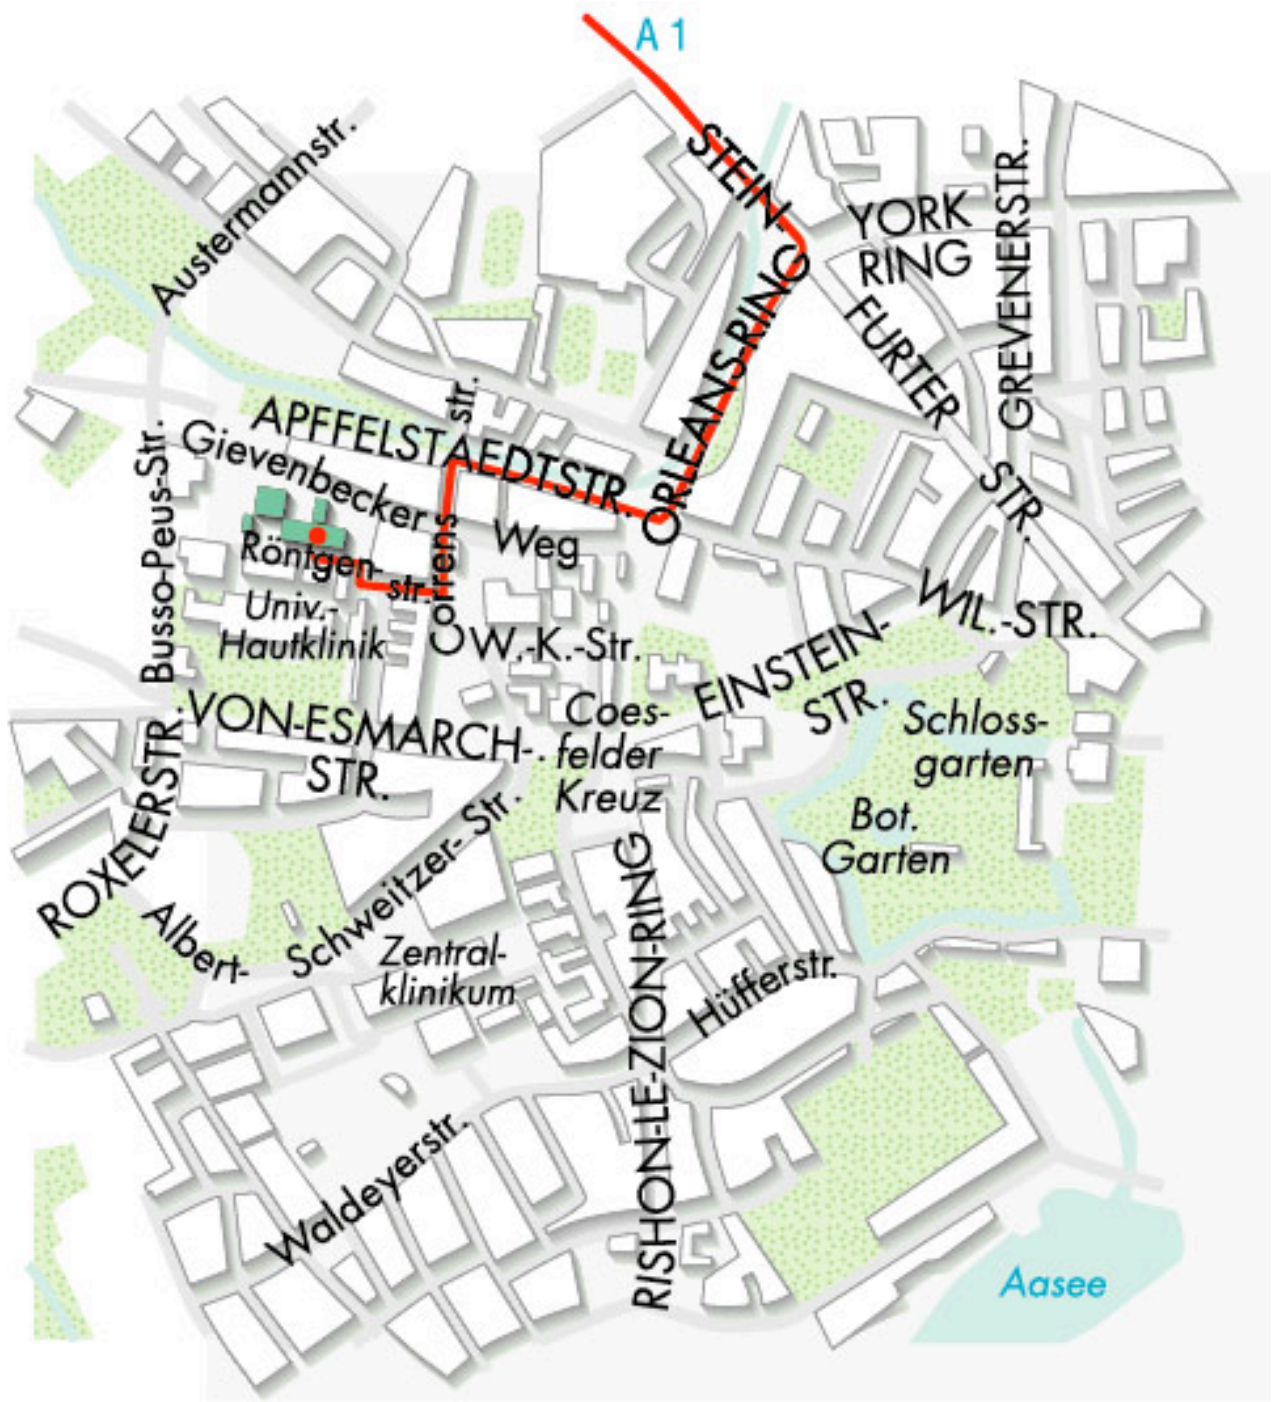 A 1
STEIN-
YORK
RING
GREVENERSTR.
Austermannstr.
ORLEANS-RING
FURTER
STR.
str.
APFFELSTAEDTSTR.
Gievenbecker
Weg
Busso-Peus-Str.
Röntgen-
str.
orrens
Univ.-
Hautklinik
OW.-K.-Str.
WIL.-STR.
EINSTEIN-
STR.
VON-ESMARCH-
STR.
Coes-
felder
Kreuz
Schloss-
garten
Bot.
Garten
ROXELERSTR.
Albert-
Schweitzer-Str.
Zentral-
klinikum
RISHON-LE-ZION-RING
Hüfferstr.
Waldeyerstr.
Aasee